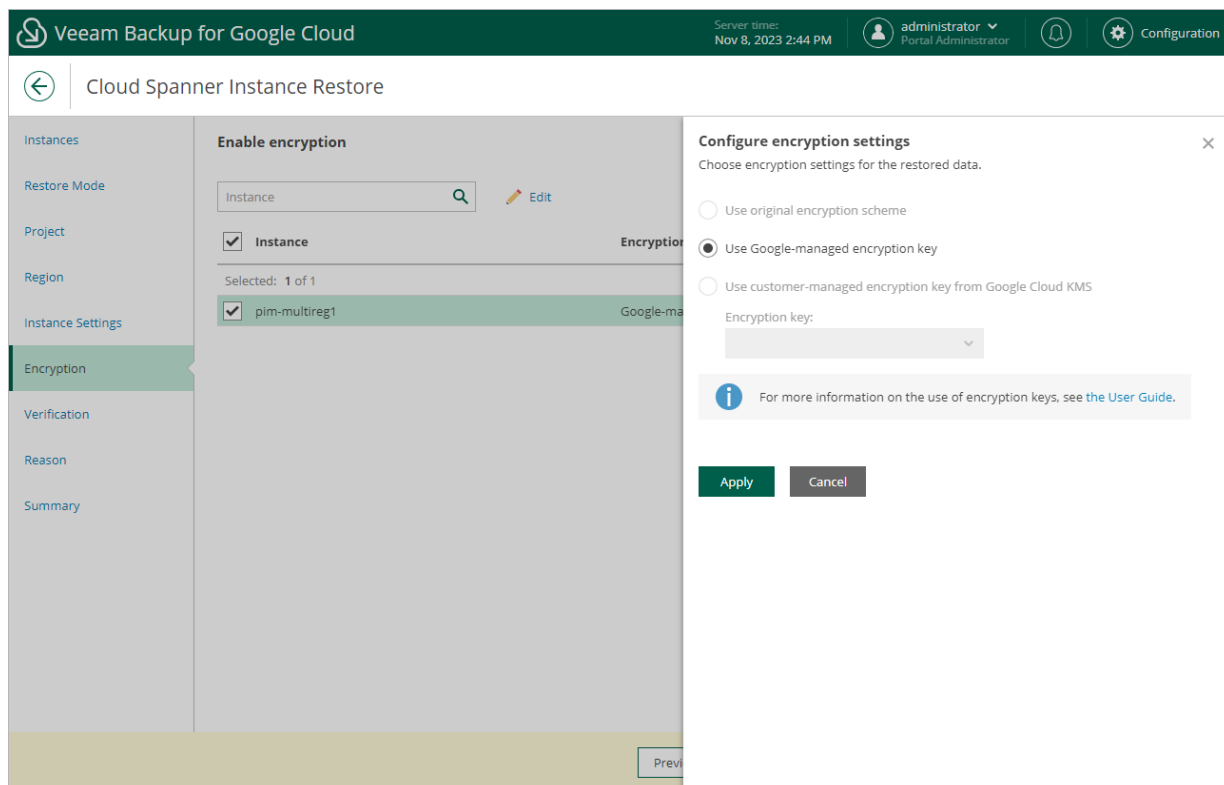 Veeam Backup for Google Cloud
Server time:
Nov 8, 2023 2:44 PM
administrator
Portal Administrator
Configuration
Cloud Spanner Instance Restore
Instances
Restore Mode
Project
Region
Instance Settings
Encryption
Verification
Reason
Summary
Enable encryption
Instance
Edit
Instance Encryption
Selected: 1 of 1
pim-multireg1 Google-ma
Previ
Configure encryption settings
Choose encryption settings for the restored data.
Use original encryption scheme
Use Google-managed encryption key
Use customer-managed encryption key from Google Cloud KMS
Encryption key:
For more information on the use of encryption keys, see the User Guide.
Apply Cancel